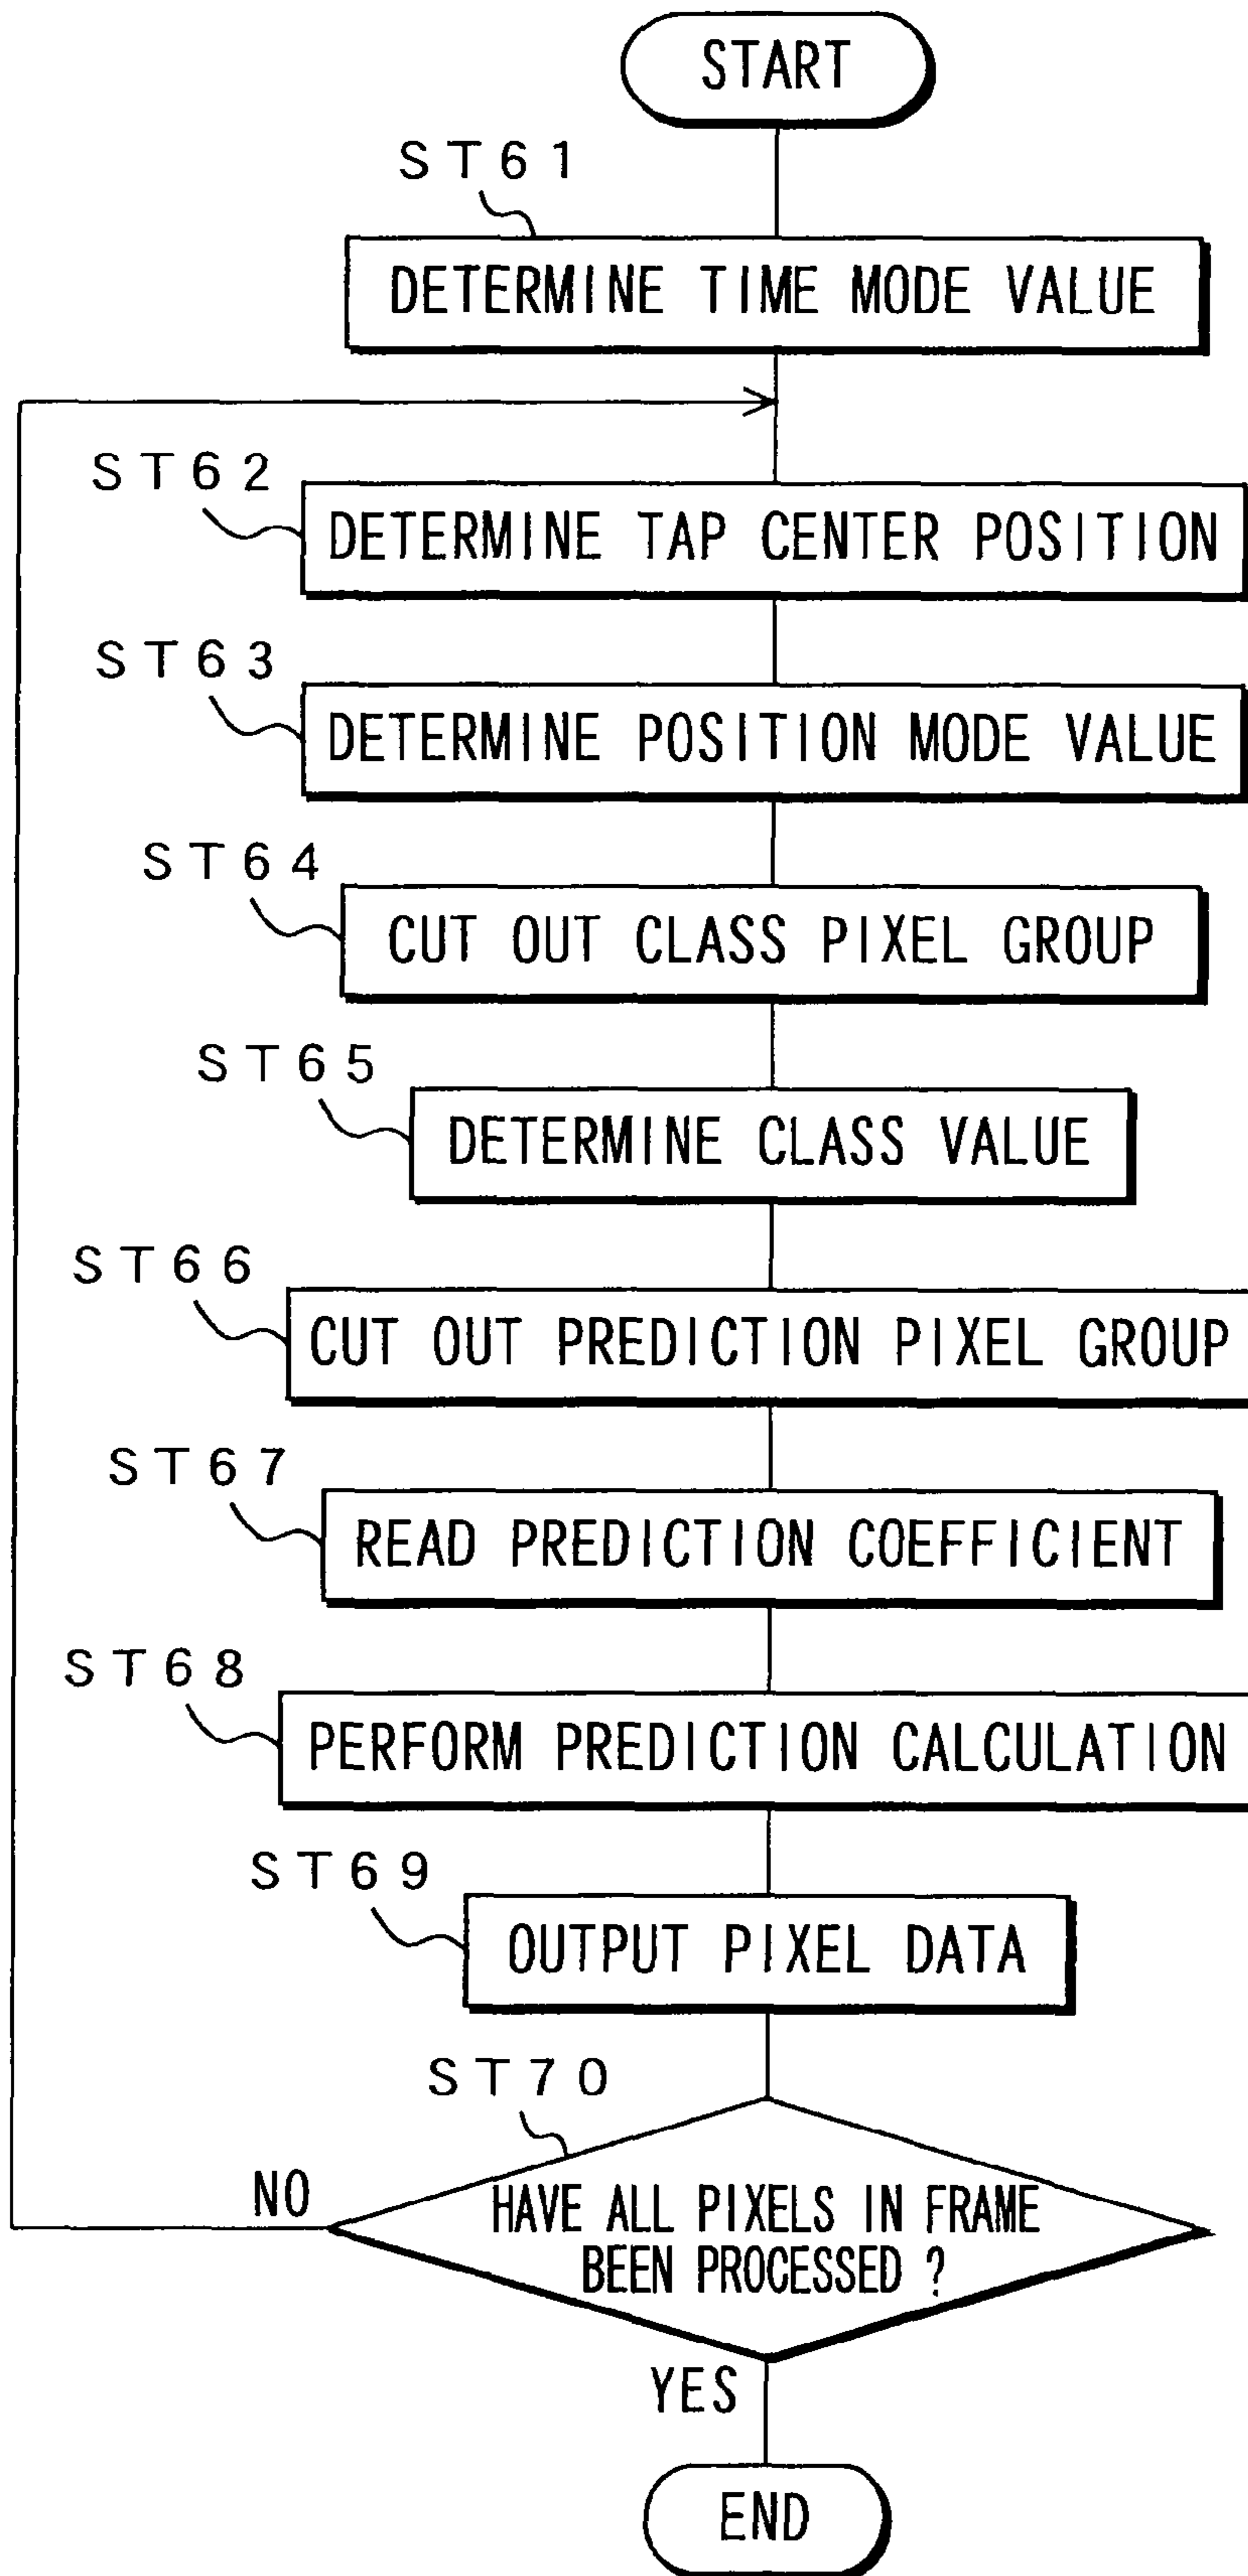 START
ST61
DETERMINE TIME MODE VALUE
ST62
DETERMINE TAP CENTER POSITION
ST63
DETERMINE POSITION MODE VALUE
ST64
CUT OUT CLASS PIXEL GROUP
ST65
DETERMINE CLASS VALUE
ST66
CUT OUT PREDICTION PIXEL GROUP
ST67
READ PREDICTION COEFFICIENT
ST68
PERFORM PREDICTION CALCULATION
ST69
OUTPUT PIXEL DATA
ST70
NO
HAVE ALL PIXELS IN FRAME
BEEN PROCESSED ?
YES
END